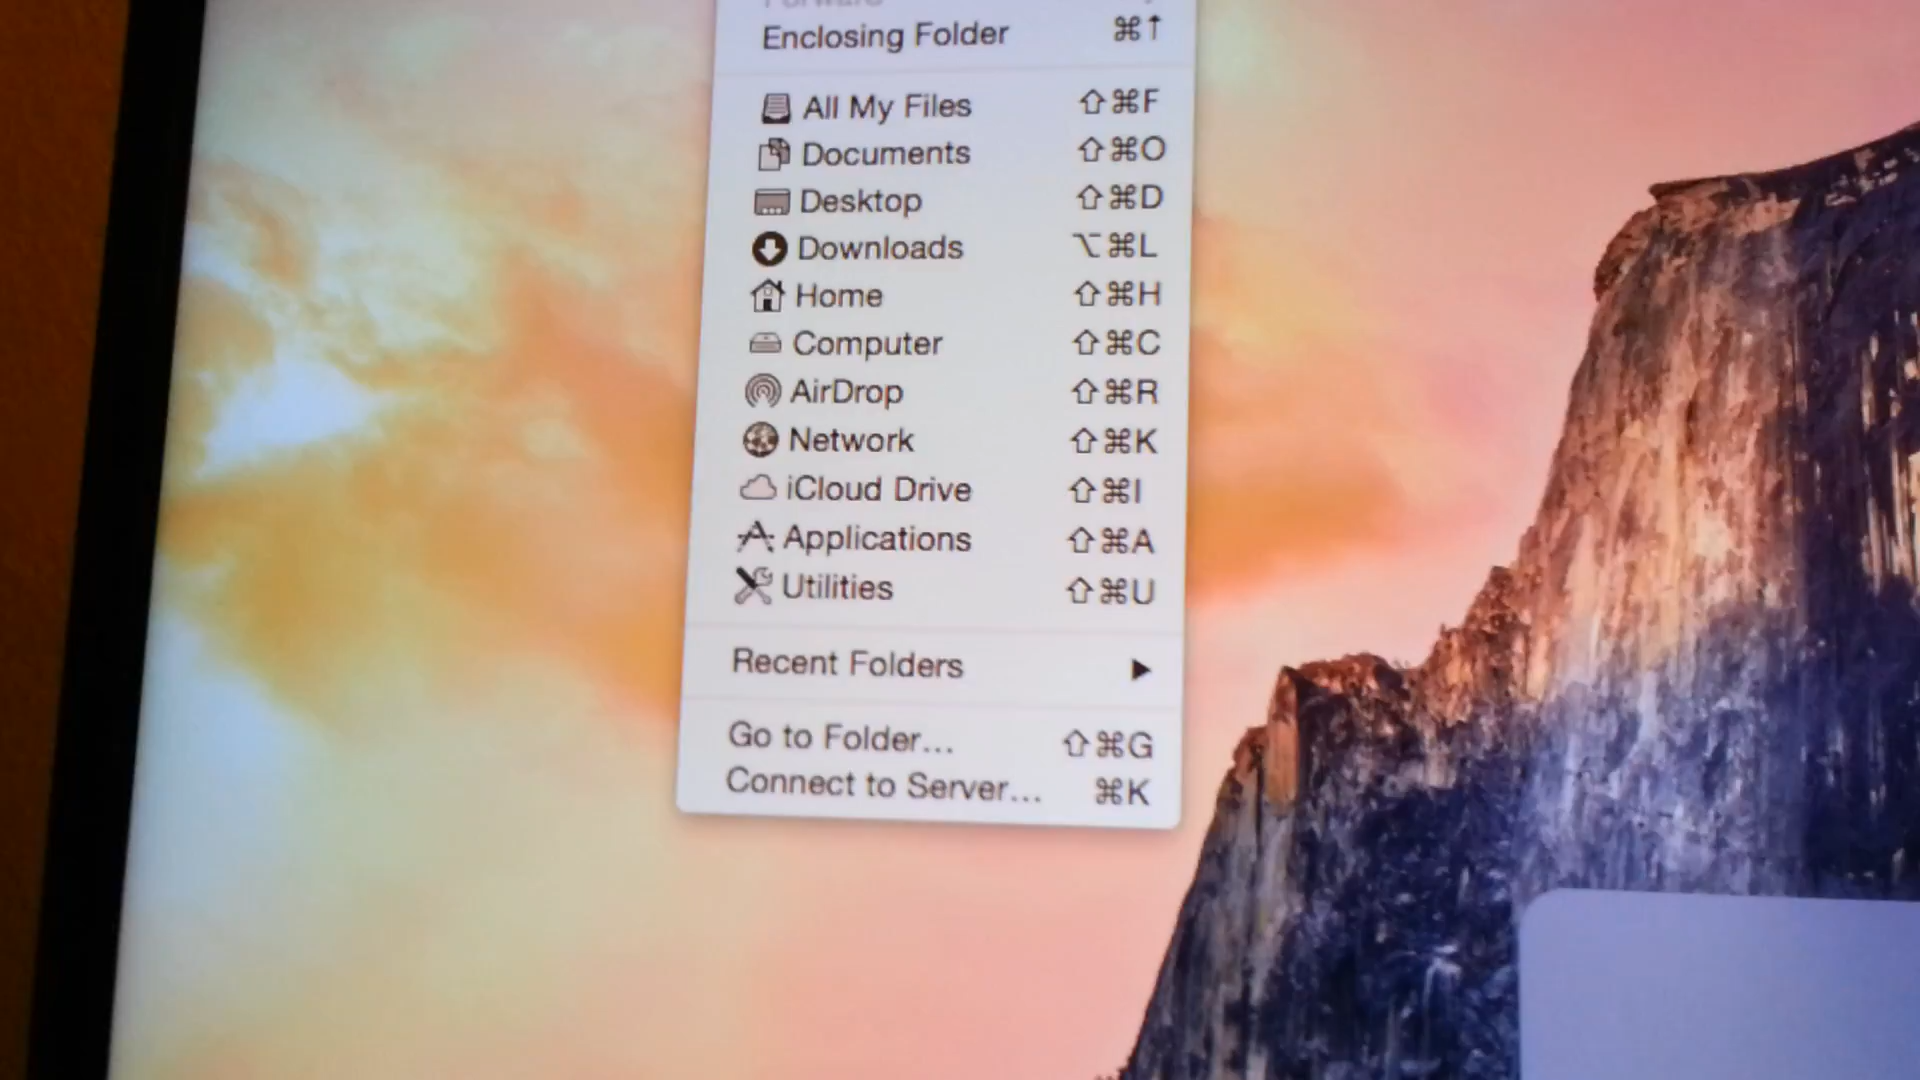 Forward
Enclosing Folder ⌘↑
All My Files ⇧⌘F
Documents ⇧⌘O
Desktop ⇧⌘D
Downloads ⌥⌘L
Home ⇧⌘H
Computer ⇧⌘C
AirDrop ⇧⌘R
Network ⇧⌘K
iCloud Drive ⇧⌘I
Applications ⇧⌘A
Utilities ⇧⌘U
Recent Folders ▶
Go to Folder… ⇧⌘G
Connect to Server… ⌘K